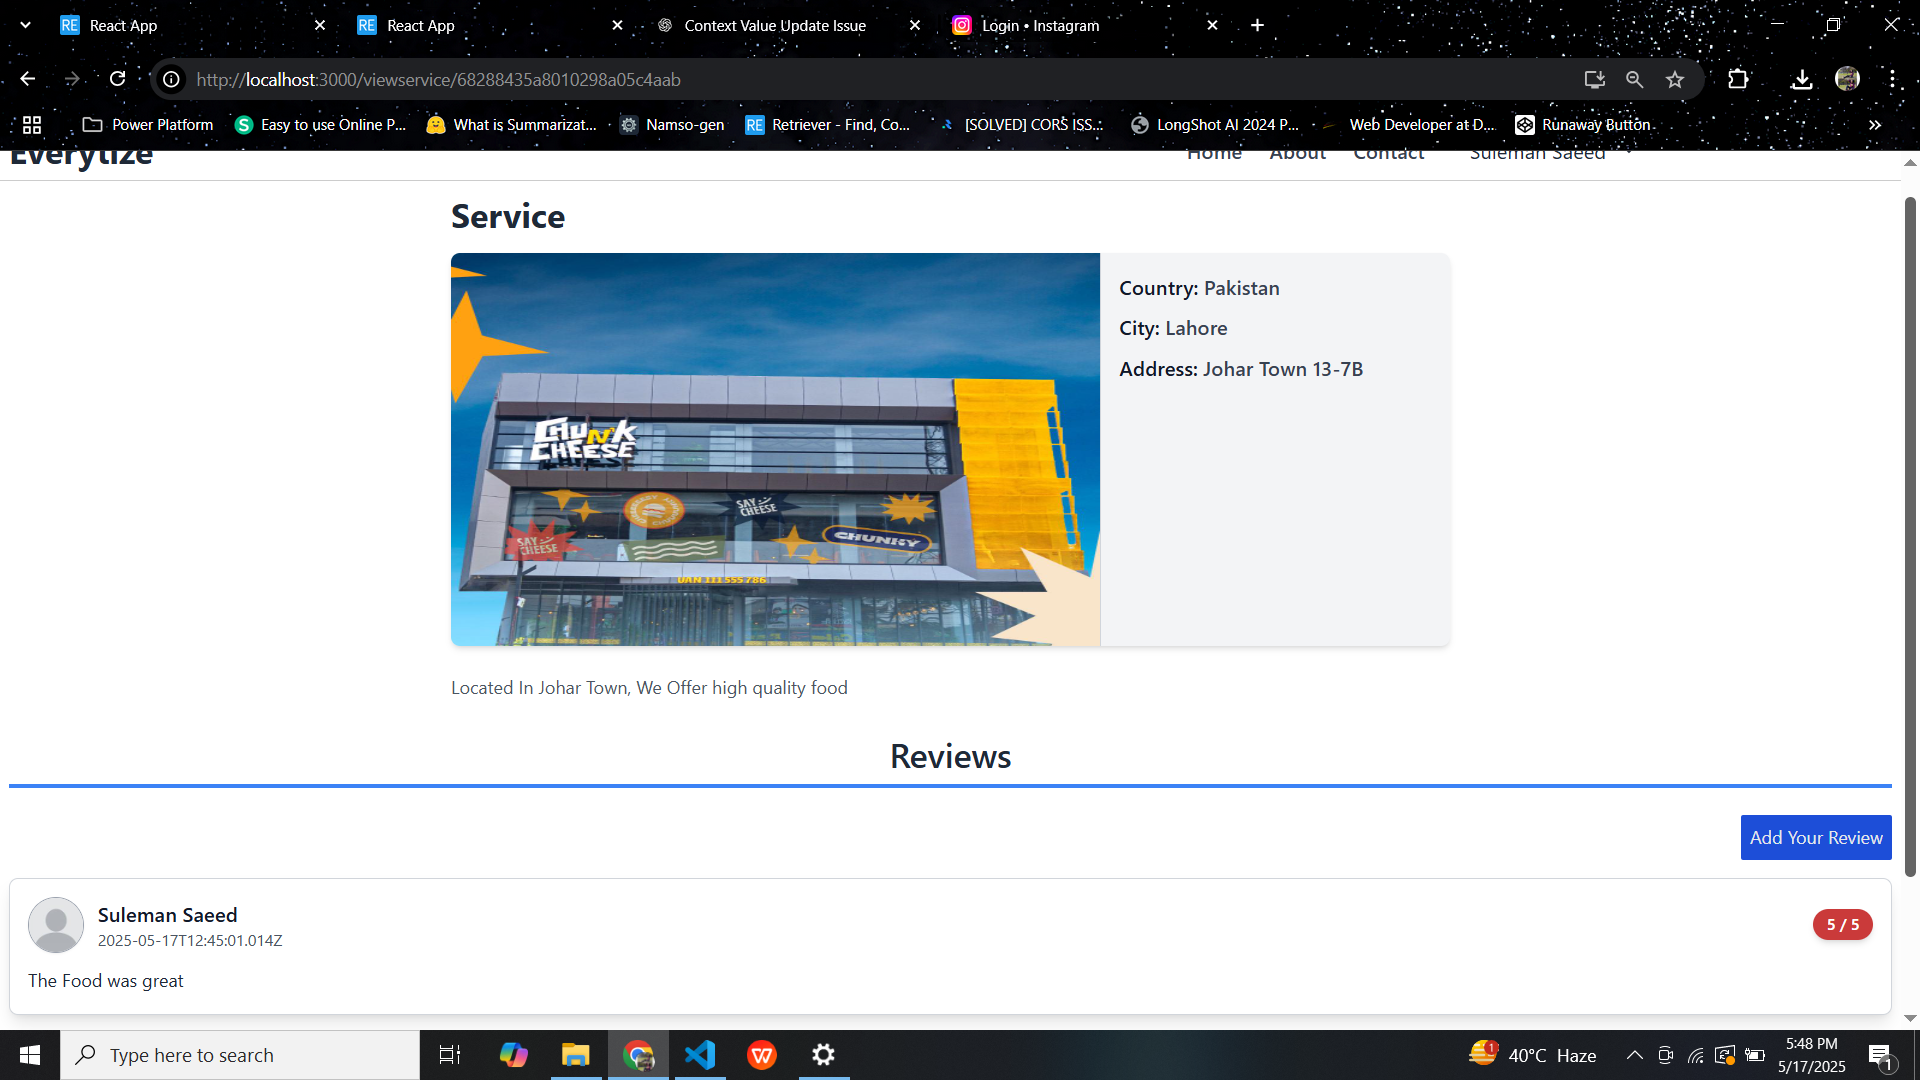 React App
React App
Context Value Update Issue
Login • Instagram
http://localhost:3000/viewservice/68288435a8010298a05c4aab
Power Platform
Easy to use Online P...
What is Summarizat...
Namso-gen
RE Retriever - Find, Co...
[SOLVED] CORS ISS...
LongShot AI 2024 P...
Web Developer at D...
Runaway Button
Everytize
Home
About
Contact
Suleman Saeed
Service
CHUNK
CHEESE
SAY
CHEESE
SAY
CHEESE
CHUNKY
UAN 111 555 786
Country: Pakistan
City: Lahore
Address: Johar Town 13-7B
Located In Johar Town, We Offer high quality food
Reviews
Add Your Review
Suleman Saeed
2025-05-17T12:45:01.014Z
5 / 5
The Food was great
Type here to search
1
40°C Haze
5:48 PM
5/17/2025
1